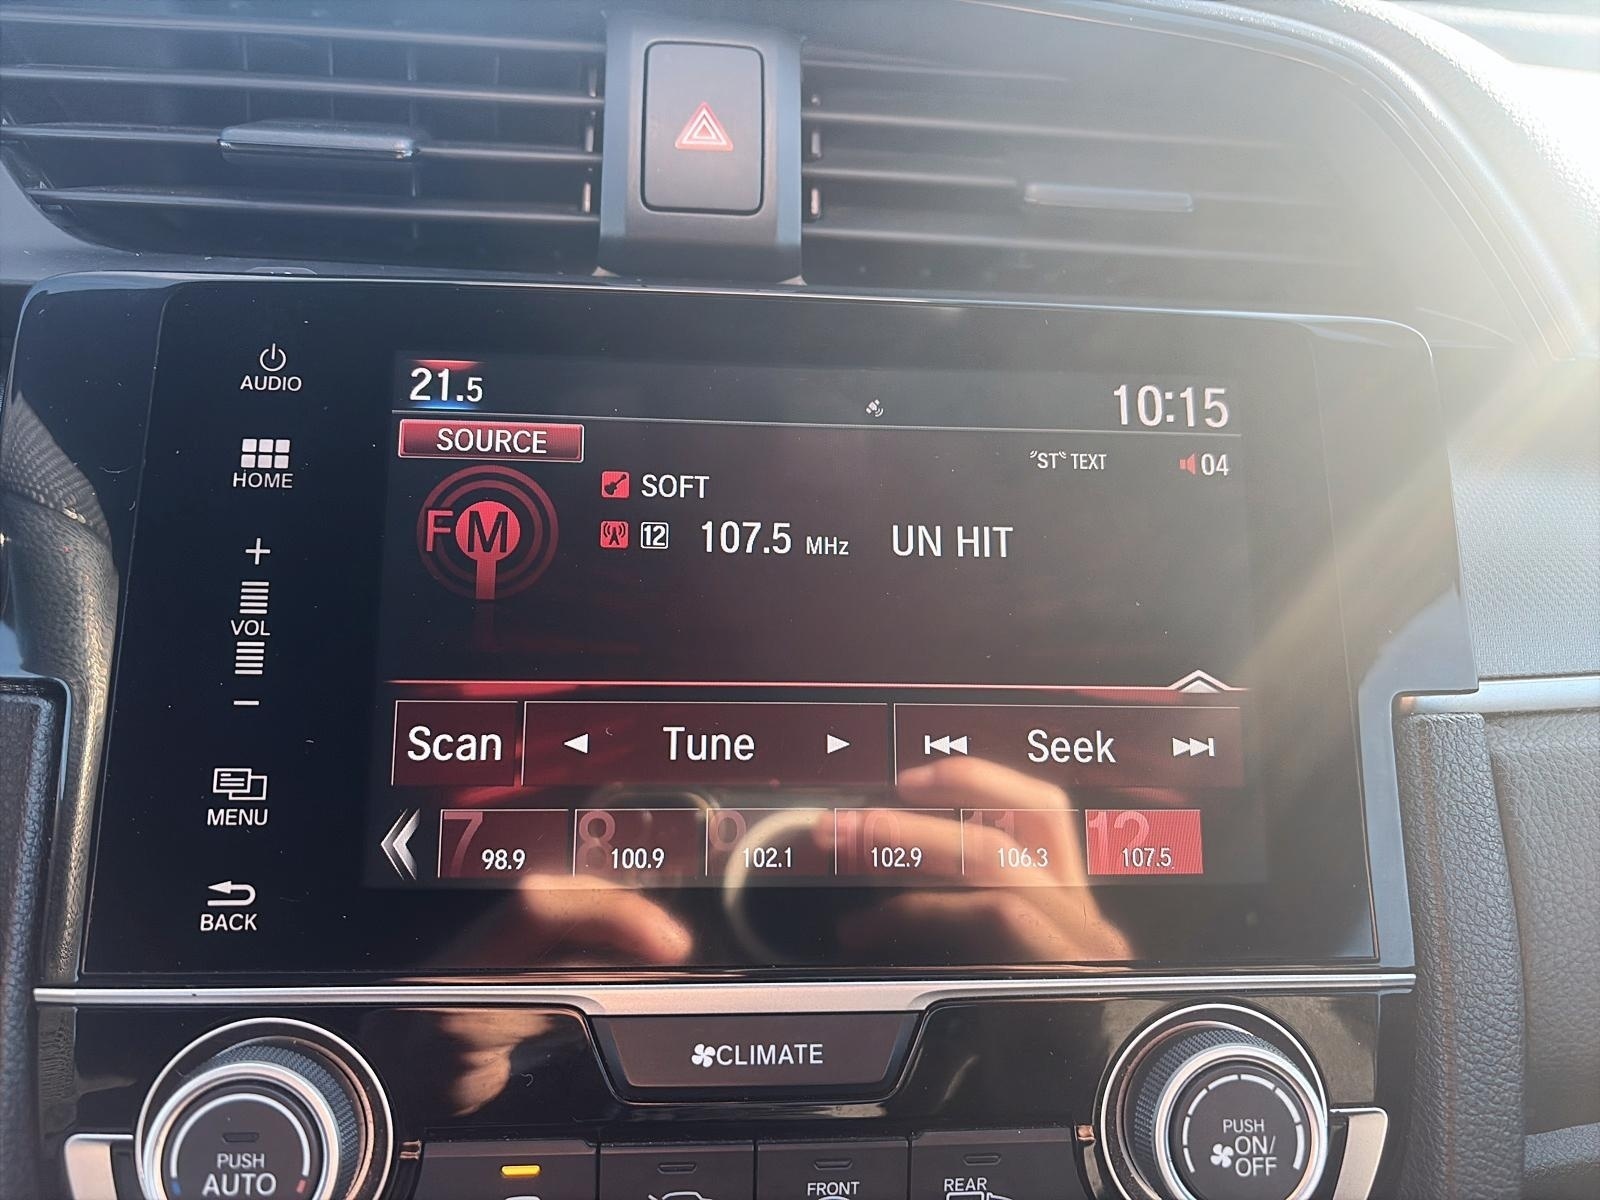 AUDIO
21.5
10:15
SOURCE
"ST" TEXT
04
HOME
SOFT
FM
12
107.5 MHz
UN HIT
+
VOL
−
Scan
Tune
Seek
MENU
7
98.9
8
100.9
9
102.1
10
102.9
11
106.3
12
107.5
BACK
CLIMATE
PUSH
AUTO
FRONT
REAR
PUSH
ON/
OFF